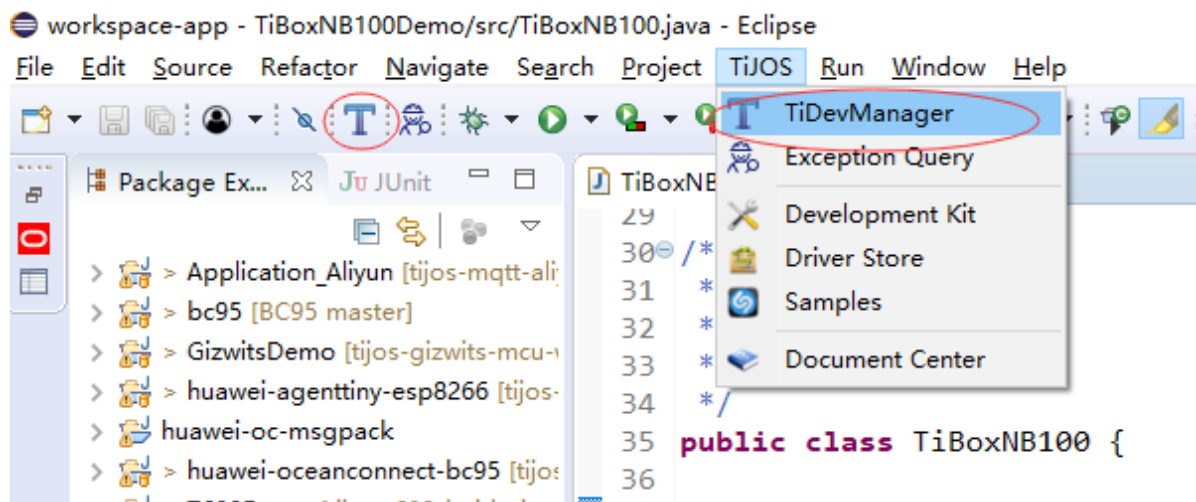 workspace-app - TiBoxNB100Demo/src/TiBoxNB100.java - Eclipse
File Edit Source Refactor Navigate Search Project TiJOS Run Window Help
TiDevManager
Exception Query
Development Kit
Driver Store
Samples
Document Center
Package Ex... JUnit
> Application_Aliyun [tijos-mqtt-ali
> bc95 [BC95 master]
> GizwitsDemo [tijos-gizwits-mcu-
> huawei-agenttiny-esp8266 [tijos-
huawei-oc-msgpack
> huawei-oceanconnect-bc95 [tijos
TiBoxNB
29
30 /*
31 *
32 *
33 *
34 */
35 public class TiBoxNB100 {
36